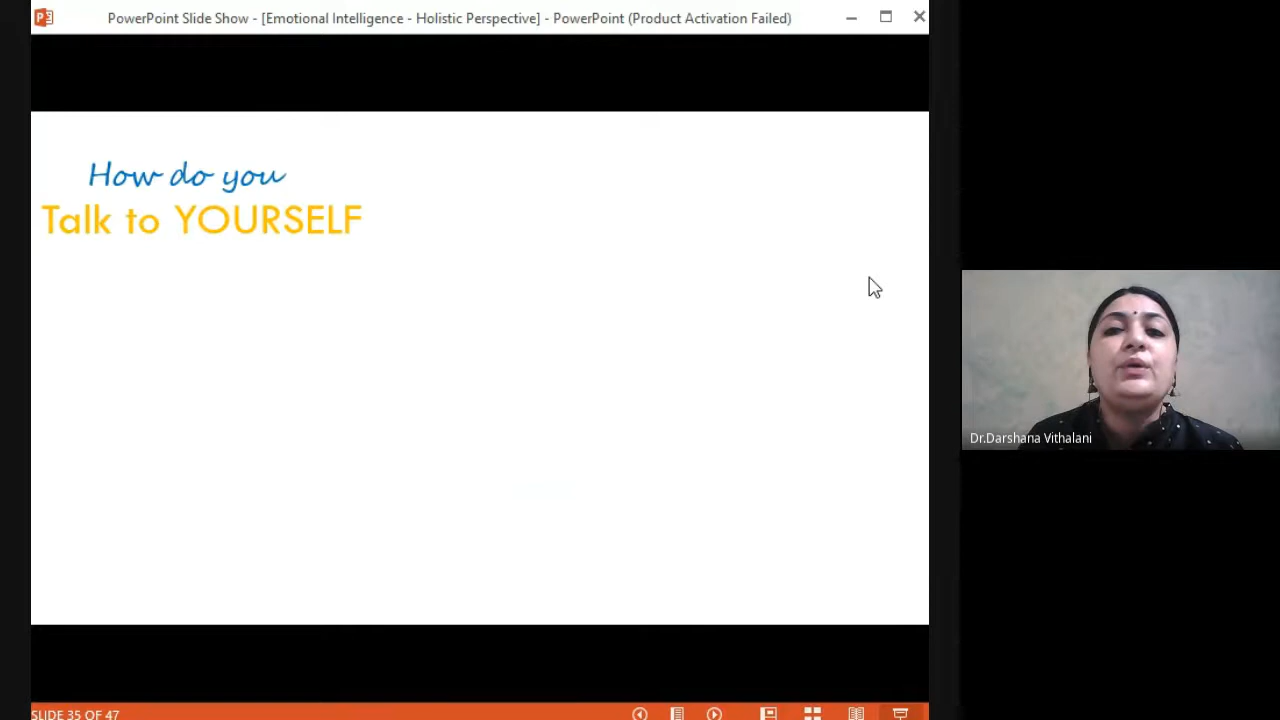 PowerPoint Slide Show - [Emotional Intelligence - Holistic Perspective] - PowerPoint (Product Activation Failed)
How do you
Talk to YOURSELF
Dr.Darshana Vithalani
SLIDE 35 OF 47